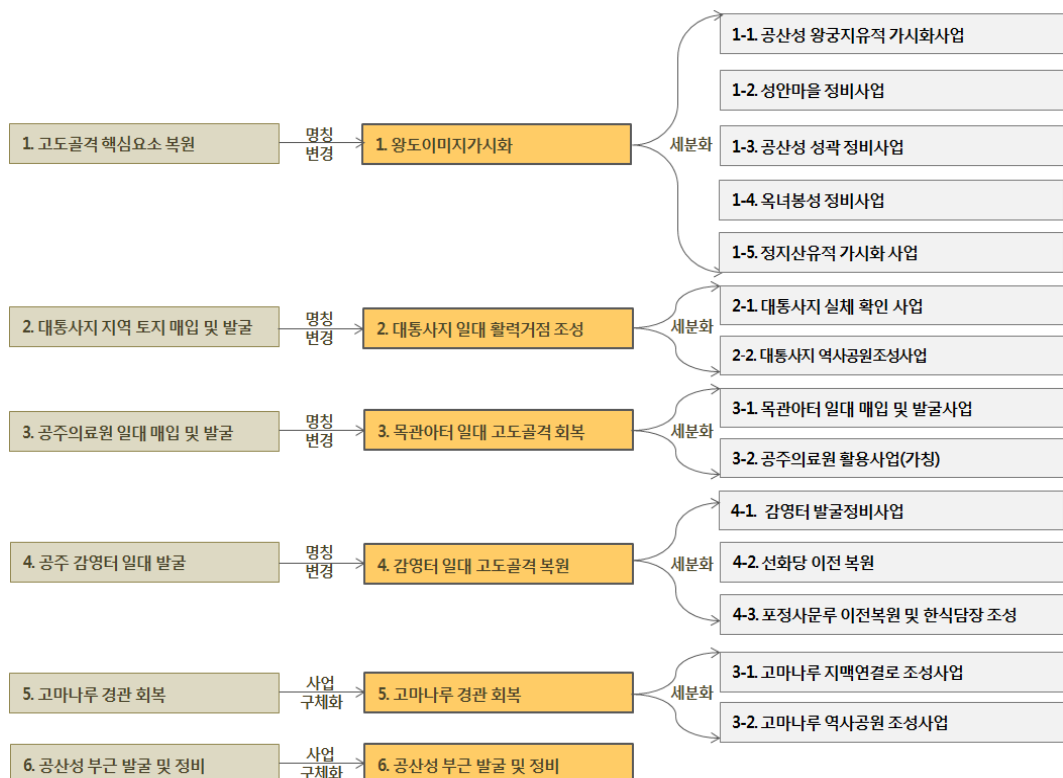 1. 고도골격 핵심요소 복원
명칭
변경
1. 왕도이미지가시화
세분화
1-1. 공산성 왕궁지유적 가시화사업
1-2. 성안마을 정비사업
1-3. 공산성 성곽 정비사업
1-4. 옥녀봉성 정비사업
1-5. 정지산유적 가시화 사업
2. 대통사지 지역 토지 매입 및 발굴
명칭
변경
2. 대통사지 일대 활력거점 조성
세분화
2-1. 대통사지 실체 확인 사업
2-2. 대통사지 역사공원조성사업
3. 공주의료원 일대 매입 및 발굴
명칭
변경
3. 목관아터 일대 고도골격 회복
세분화
3-1. 목관아터 일대 매입 및 발굴사업
3-2. 공주의료원 활용사업(가칭)
4. 공주 감영터 일대 발굴
명칭
변경
4. 감영터 일대 고도골격 복원
세분화
4-1. 감영터 발굴정비사업
4-2. 선화당 이전 복원
4-3. 포정사문루 이전복원 및 한식담장 조성
5. 고마나루 경관 회복
사업
구체화
5. 고마나루 경관 회복
세분화
3-1. 고마나루 지맥연결로 조성사업
3-2. 고마나루 역사공원 조성사업
6. 공산성 부근 발굴 및 정비
사업
구체화
6. 공산성 부근 발굴 및 정비